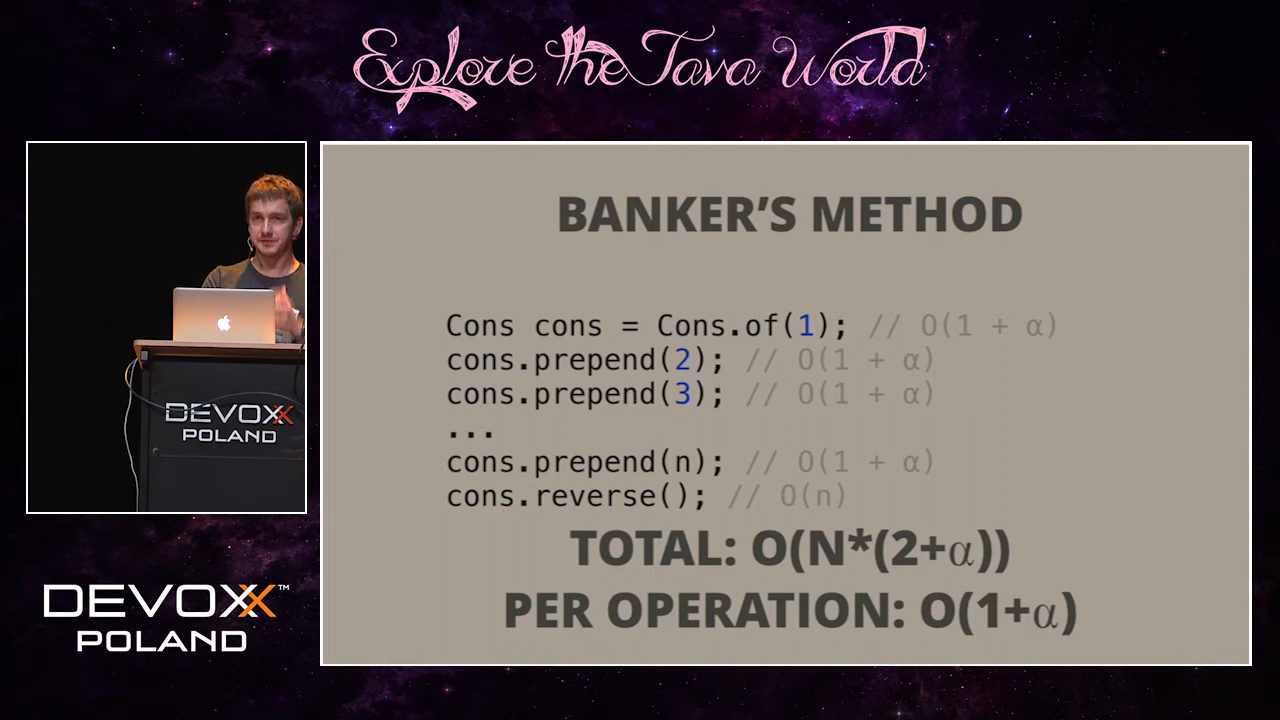 Explore the Java World
BANKER'S METHOD
Cons cons = Cons.of(1); // O(1 + α)
cons.prepend(2); // O(1 + α)
cons.prepend(3); // O(1 + α)
...
cons.prepend(n); // O(1 + α)
cons.reverse(); // O(n)
TOTAL: O(N*(2+α))
PER OPERATION: O(1+α)
DEVOXX
POLAND
DEVOXX™
POLAND